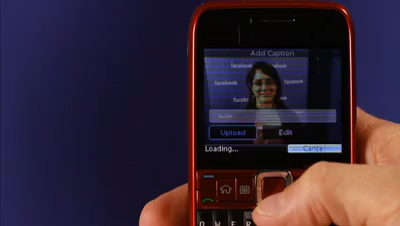 Add Caption
facebook facebook
facebook facebook
facebook
Upload Edit
Loading... Cancel
Q W E R